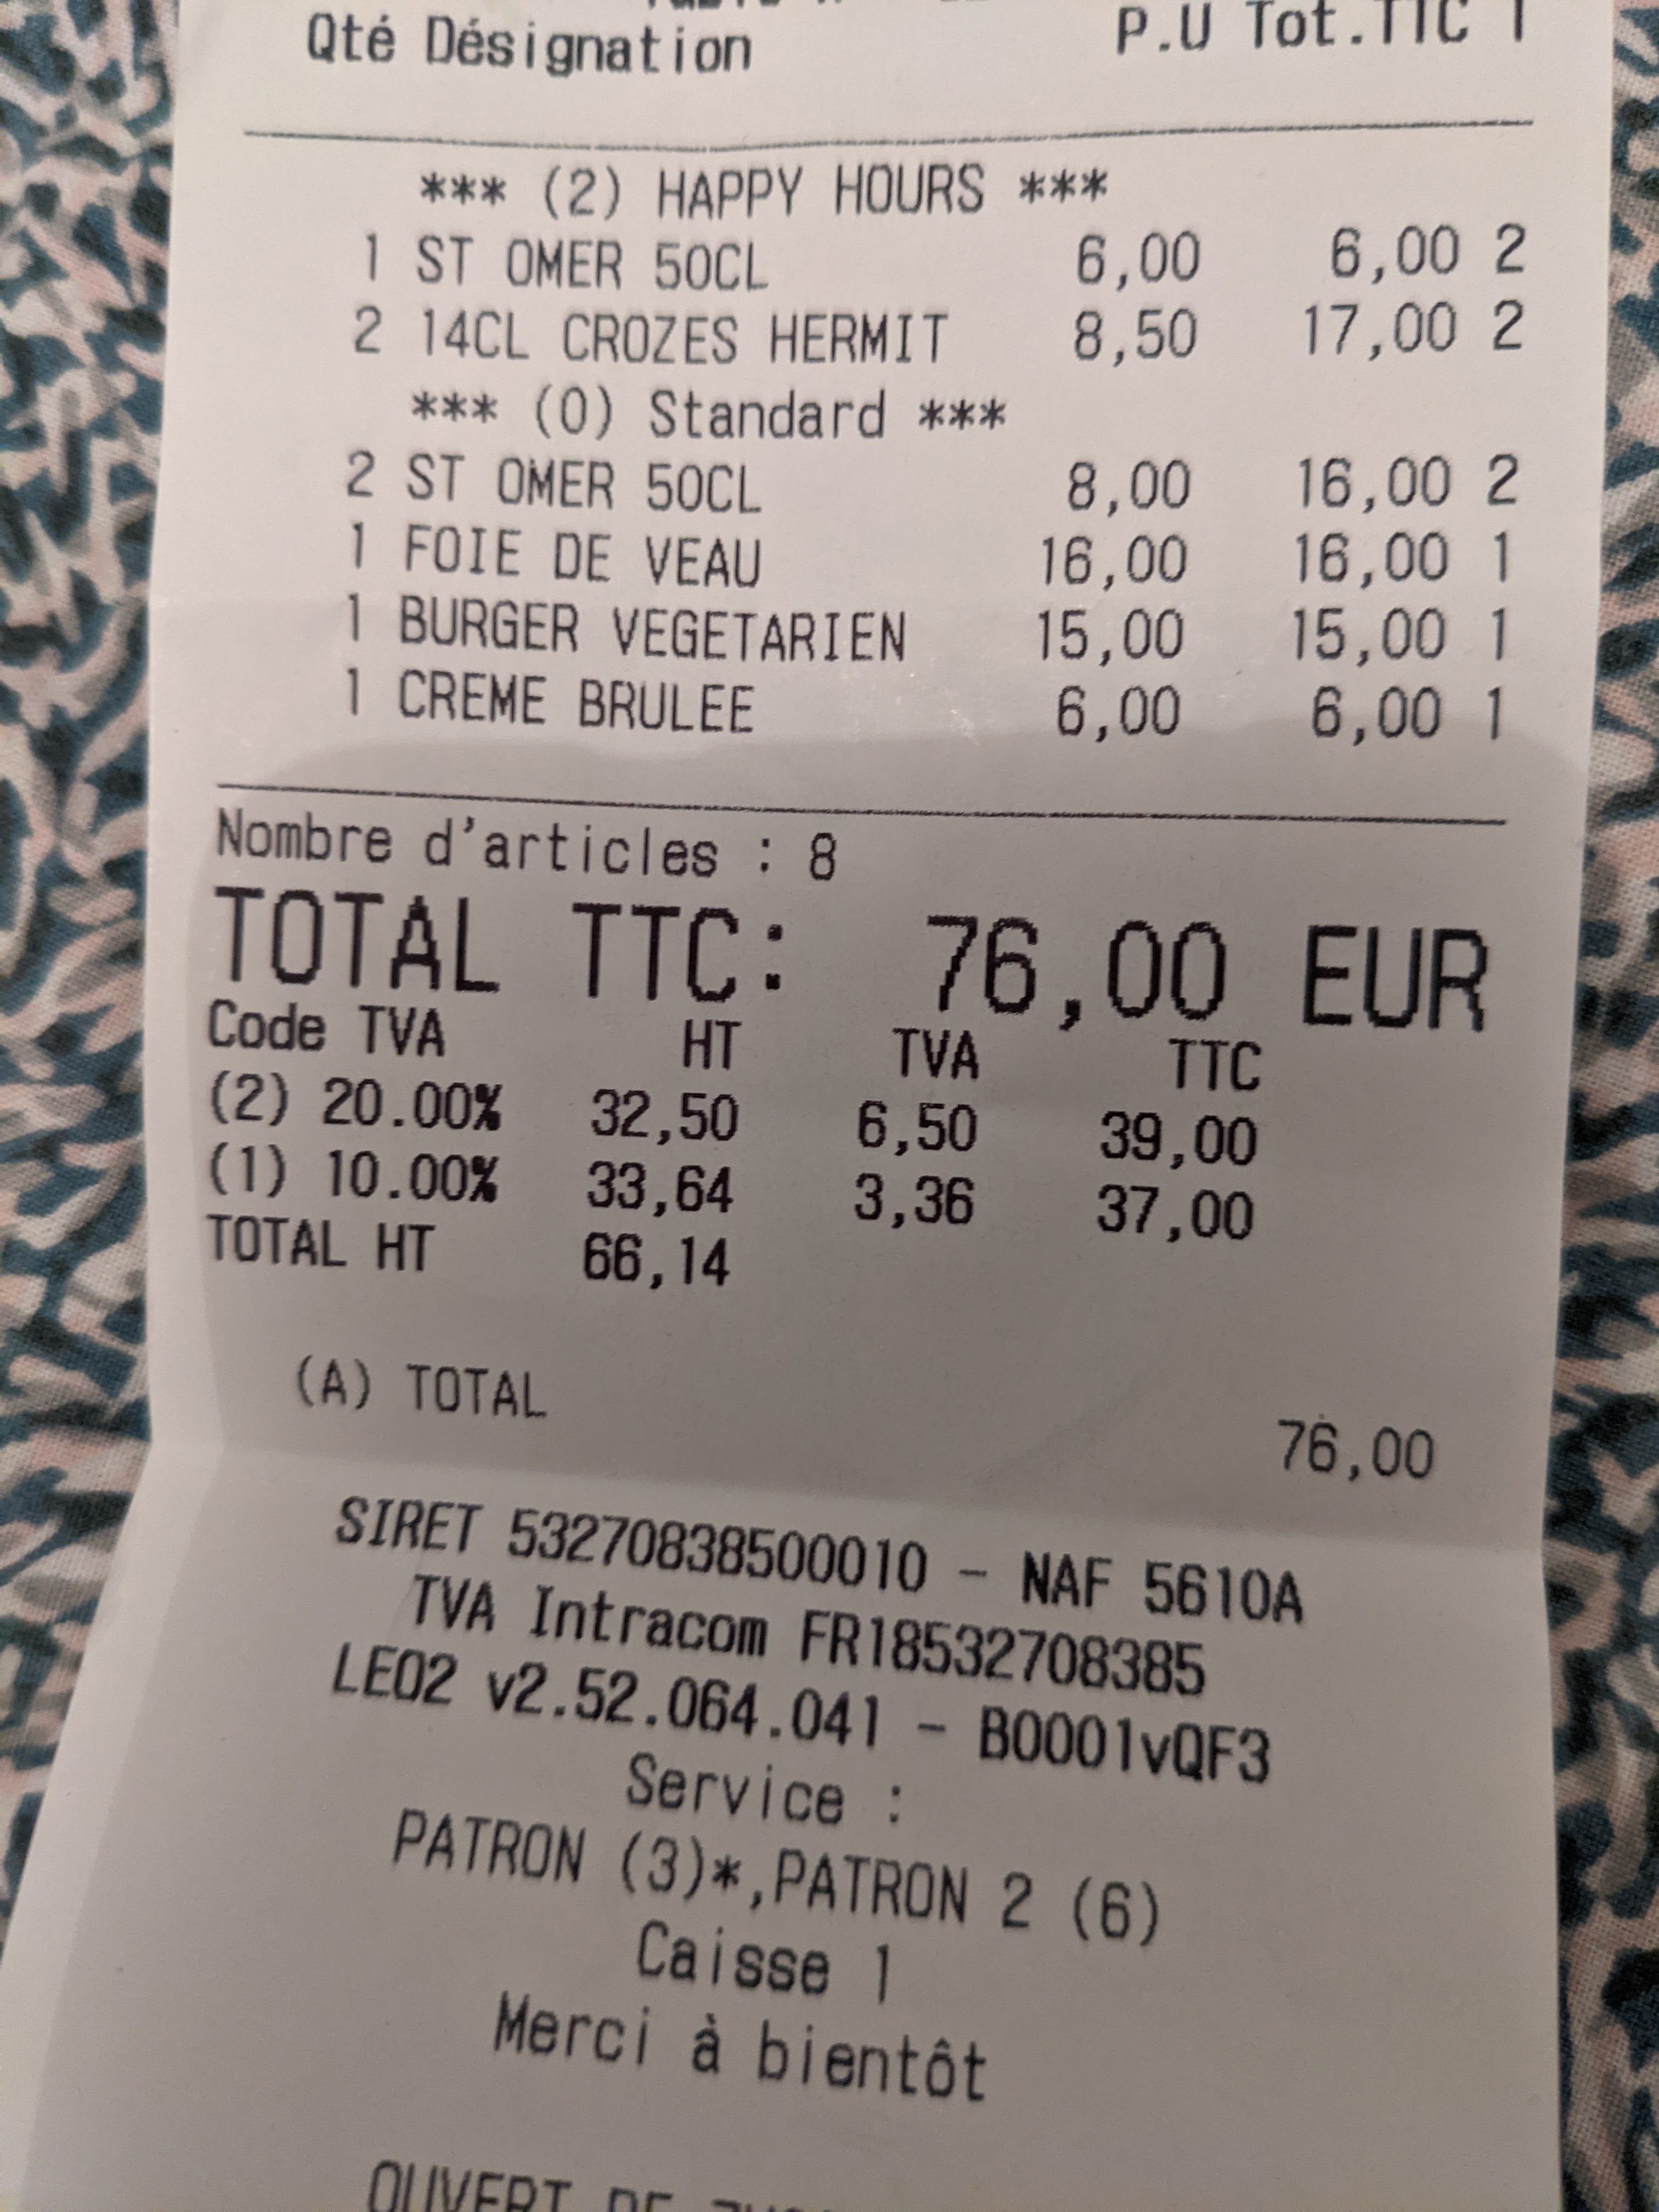 Qté Désignation P.U Tot.TTC T
*** (2) HAPPY HOURS ***
1 ST OMER 50CL 6,00 6,00 2
2 14CL CROZES HERMIT 8,50 17,00 2
*** (0) Standard ***
2 ST OMER 50CL 8,00 16,00 2
1 FOIE DE VEAU 16,00 16,00 1
1 BURGER VEGETARIEN 15,00 15,00 1
1 CREME BRULEE 6,00 6,00 1
Nombre d'articles : 8
TOTAL TTC: 76,00 EUR
Code TVA HT TVA TTC
(2) 20.00% 32,50 6,50 39,00
(1) 10.00% 33,64 3,36 37,00
TOTAL HT 66,14
(A) TOTAL 76,00
SIRET 53270838500010 - NAF 5610A
TVA Intracom FR18532708385
LEO2 v2.52.064.041 - B0001vQF3
Service :
PATRON (3)*,PATRON 2 (6)
Caisse 1
Merci à bientôt
OUVERT DE